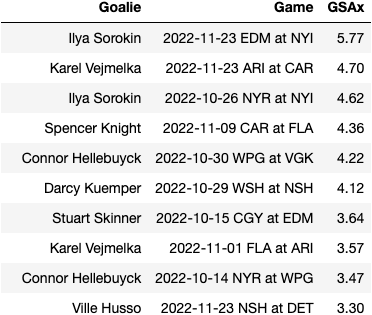 Goalie Game GSAx
Ilya Sorokin 2022-11-23 EDM at NYI 5.77
Karel Vejmelka 2022-11-23 ARI at CAR 4.70
Ilya Sorokin 2022-10-26 NYR at NYI 4.62
Spencer Knight 2022-11-09 CAR at FLA 4.36
Connor Hellebuyck 2022-10-30 WPG at VGK 4.22
Darcy Kuemper 2022-10-29 WSH at NSH 4.12
Stuart Skinner 2022-10-15 CGY at EDM 3.64
Karel Vejmelka 2022-11-01 FLA at ARI 3.57
Connor Hellebuyck 2022-10-14 NYR at WPG 3.47
Ville Husso 2022-11-23 NSH at DET 3.30